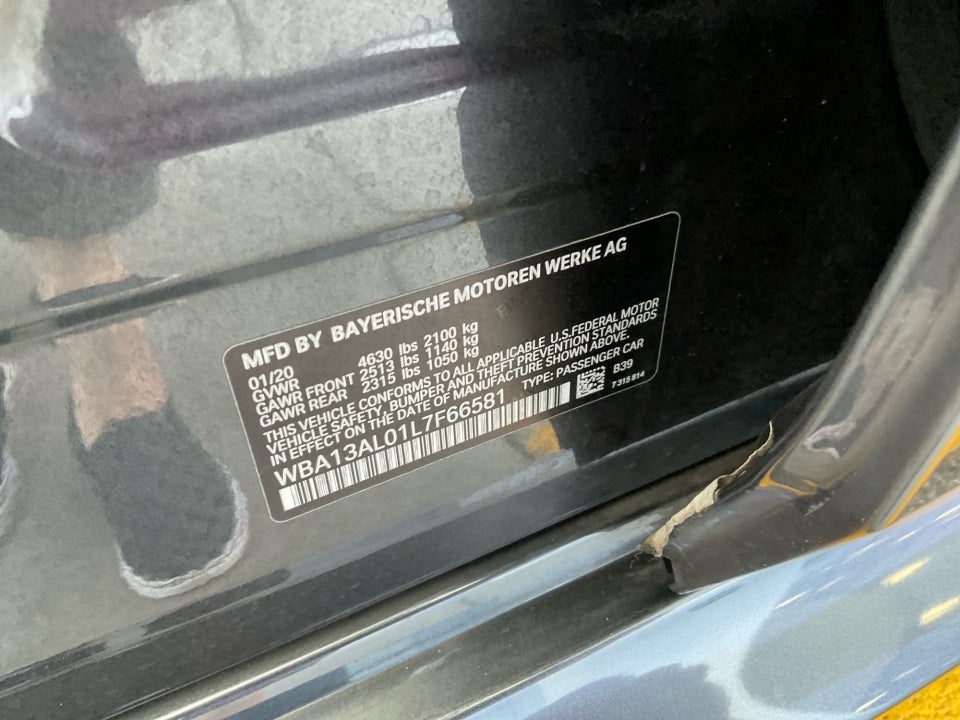 MFD BY BAYERISCHE MOTOREN WERKE AG
01/20
GVWR 4630 lbs 2100 kg
GAWR FRONT 2513 lbs 1140 kg
GAWR REAR 2315 lbs 1050 kg
THIS VEHICLE CONFORMS TO ALL APPLICABLE U.S.FEDERAL MOTOR
VEHICLE SAFETY, BUMPER, AND THEFT PREVENTION STANDARDS
IN EFFECT ON THE DATE OF MANUFACTURE SHOWN ABOVE.
WBA13AL01L7F66581 TYPE: PASSENGER CAR
B39
7 315 814